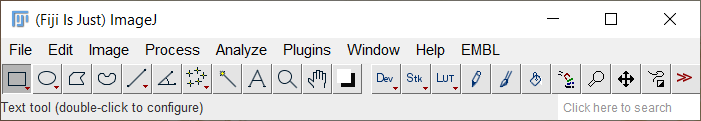 (Fiji Is Just) ImageJ
File Edit Image Process Analyze Plugins Window Help EMBL
A Dev Stk LUT >>
Text tool (double-click to configure) Click here to search